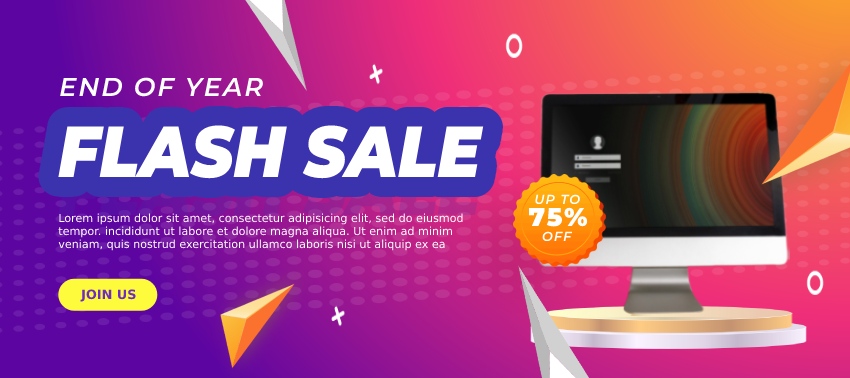 END OF YEAR
FLASH SALE
Lorem ipsum dolor sit amet, consectetur adipisicing elit, sed do eiusmod
tempor. incididunt ut labore et dolore magna aliqua. Ut enim ad minim
veniam, quis nostrud exercitation ullamco laboris nisi ut aliquip ex ea
JOIN US
UP TO
75%
OFF